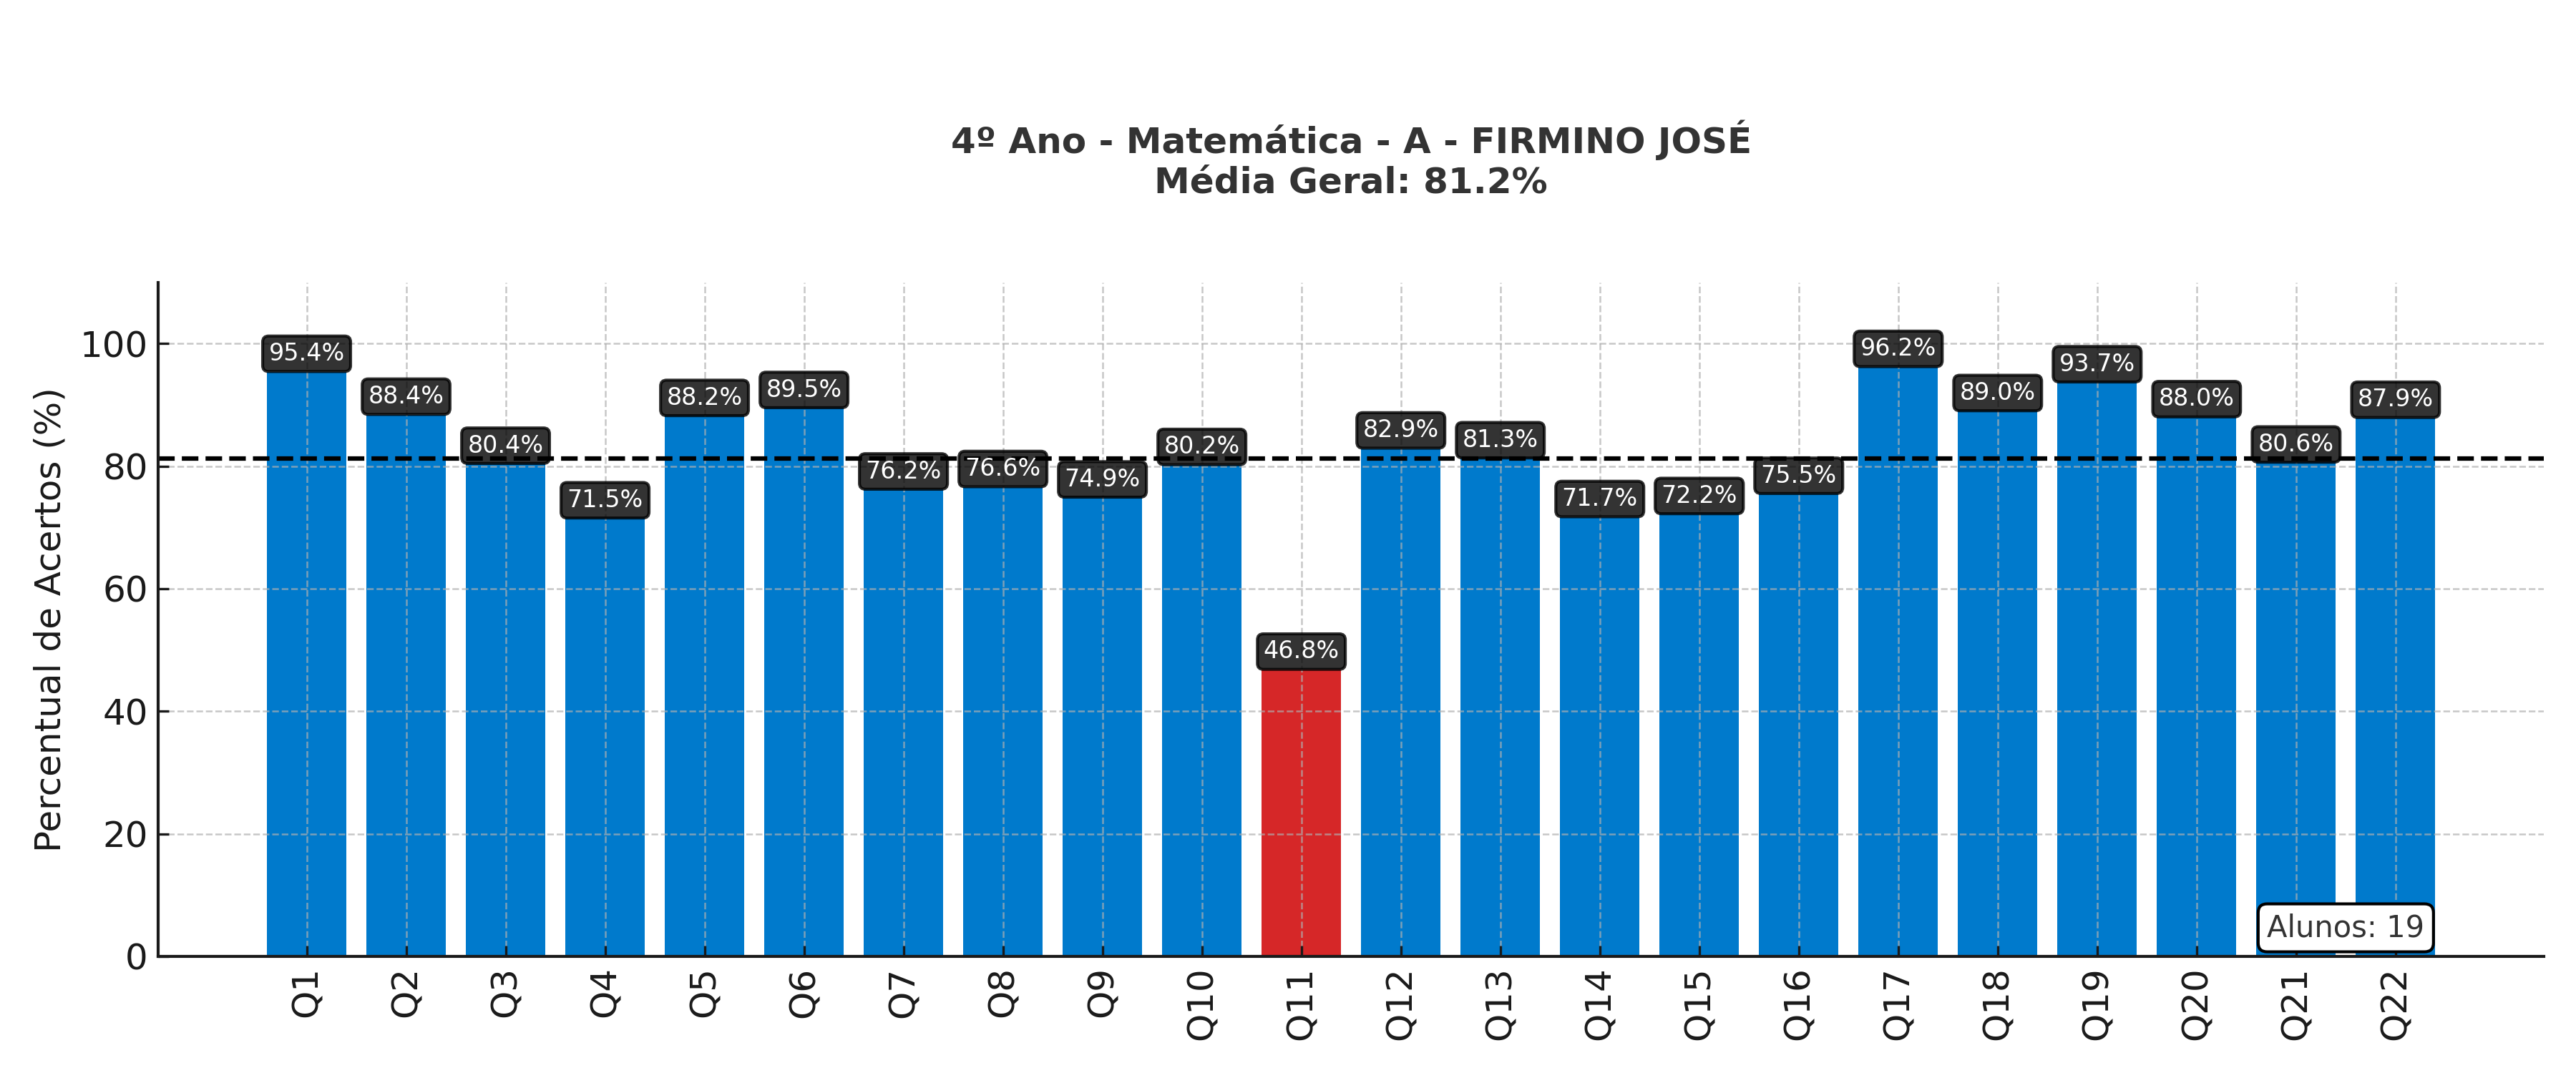 4º Ano - Matemática - A - FIRMINO JOSÉ
Média Geral: 81.2%
Percentual de Acertos (%)
100
80
60
40
20
0
95.4%
88.4%
80.4%
71.5%
88.2%
89.5%
76.2%
76.6%
74.9%
80.2%
46.8%
82.9%
81.3%
71.7%
72.2%
75.5%
96.2%
89.0%
93.7%
88.0%
80.6%
87.9%
Alunos: 19
Q1
Q2
Q3
Q4
Q5
Q6
Q7
Q8
Q9
Q10
Q11
Q12
Q13
Q14
Q15
Q16
Q17
Q18
Q19
Q20
Q21
Q22